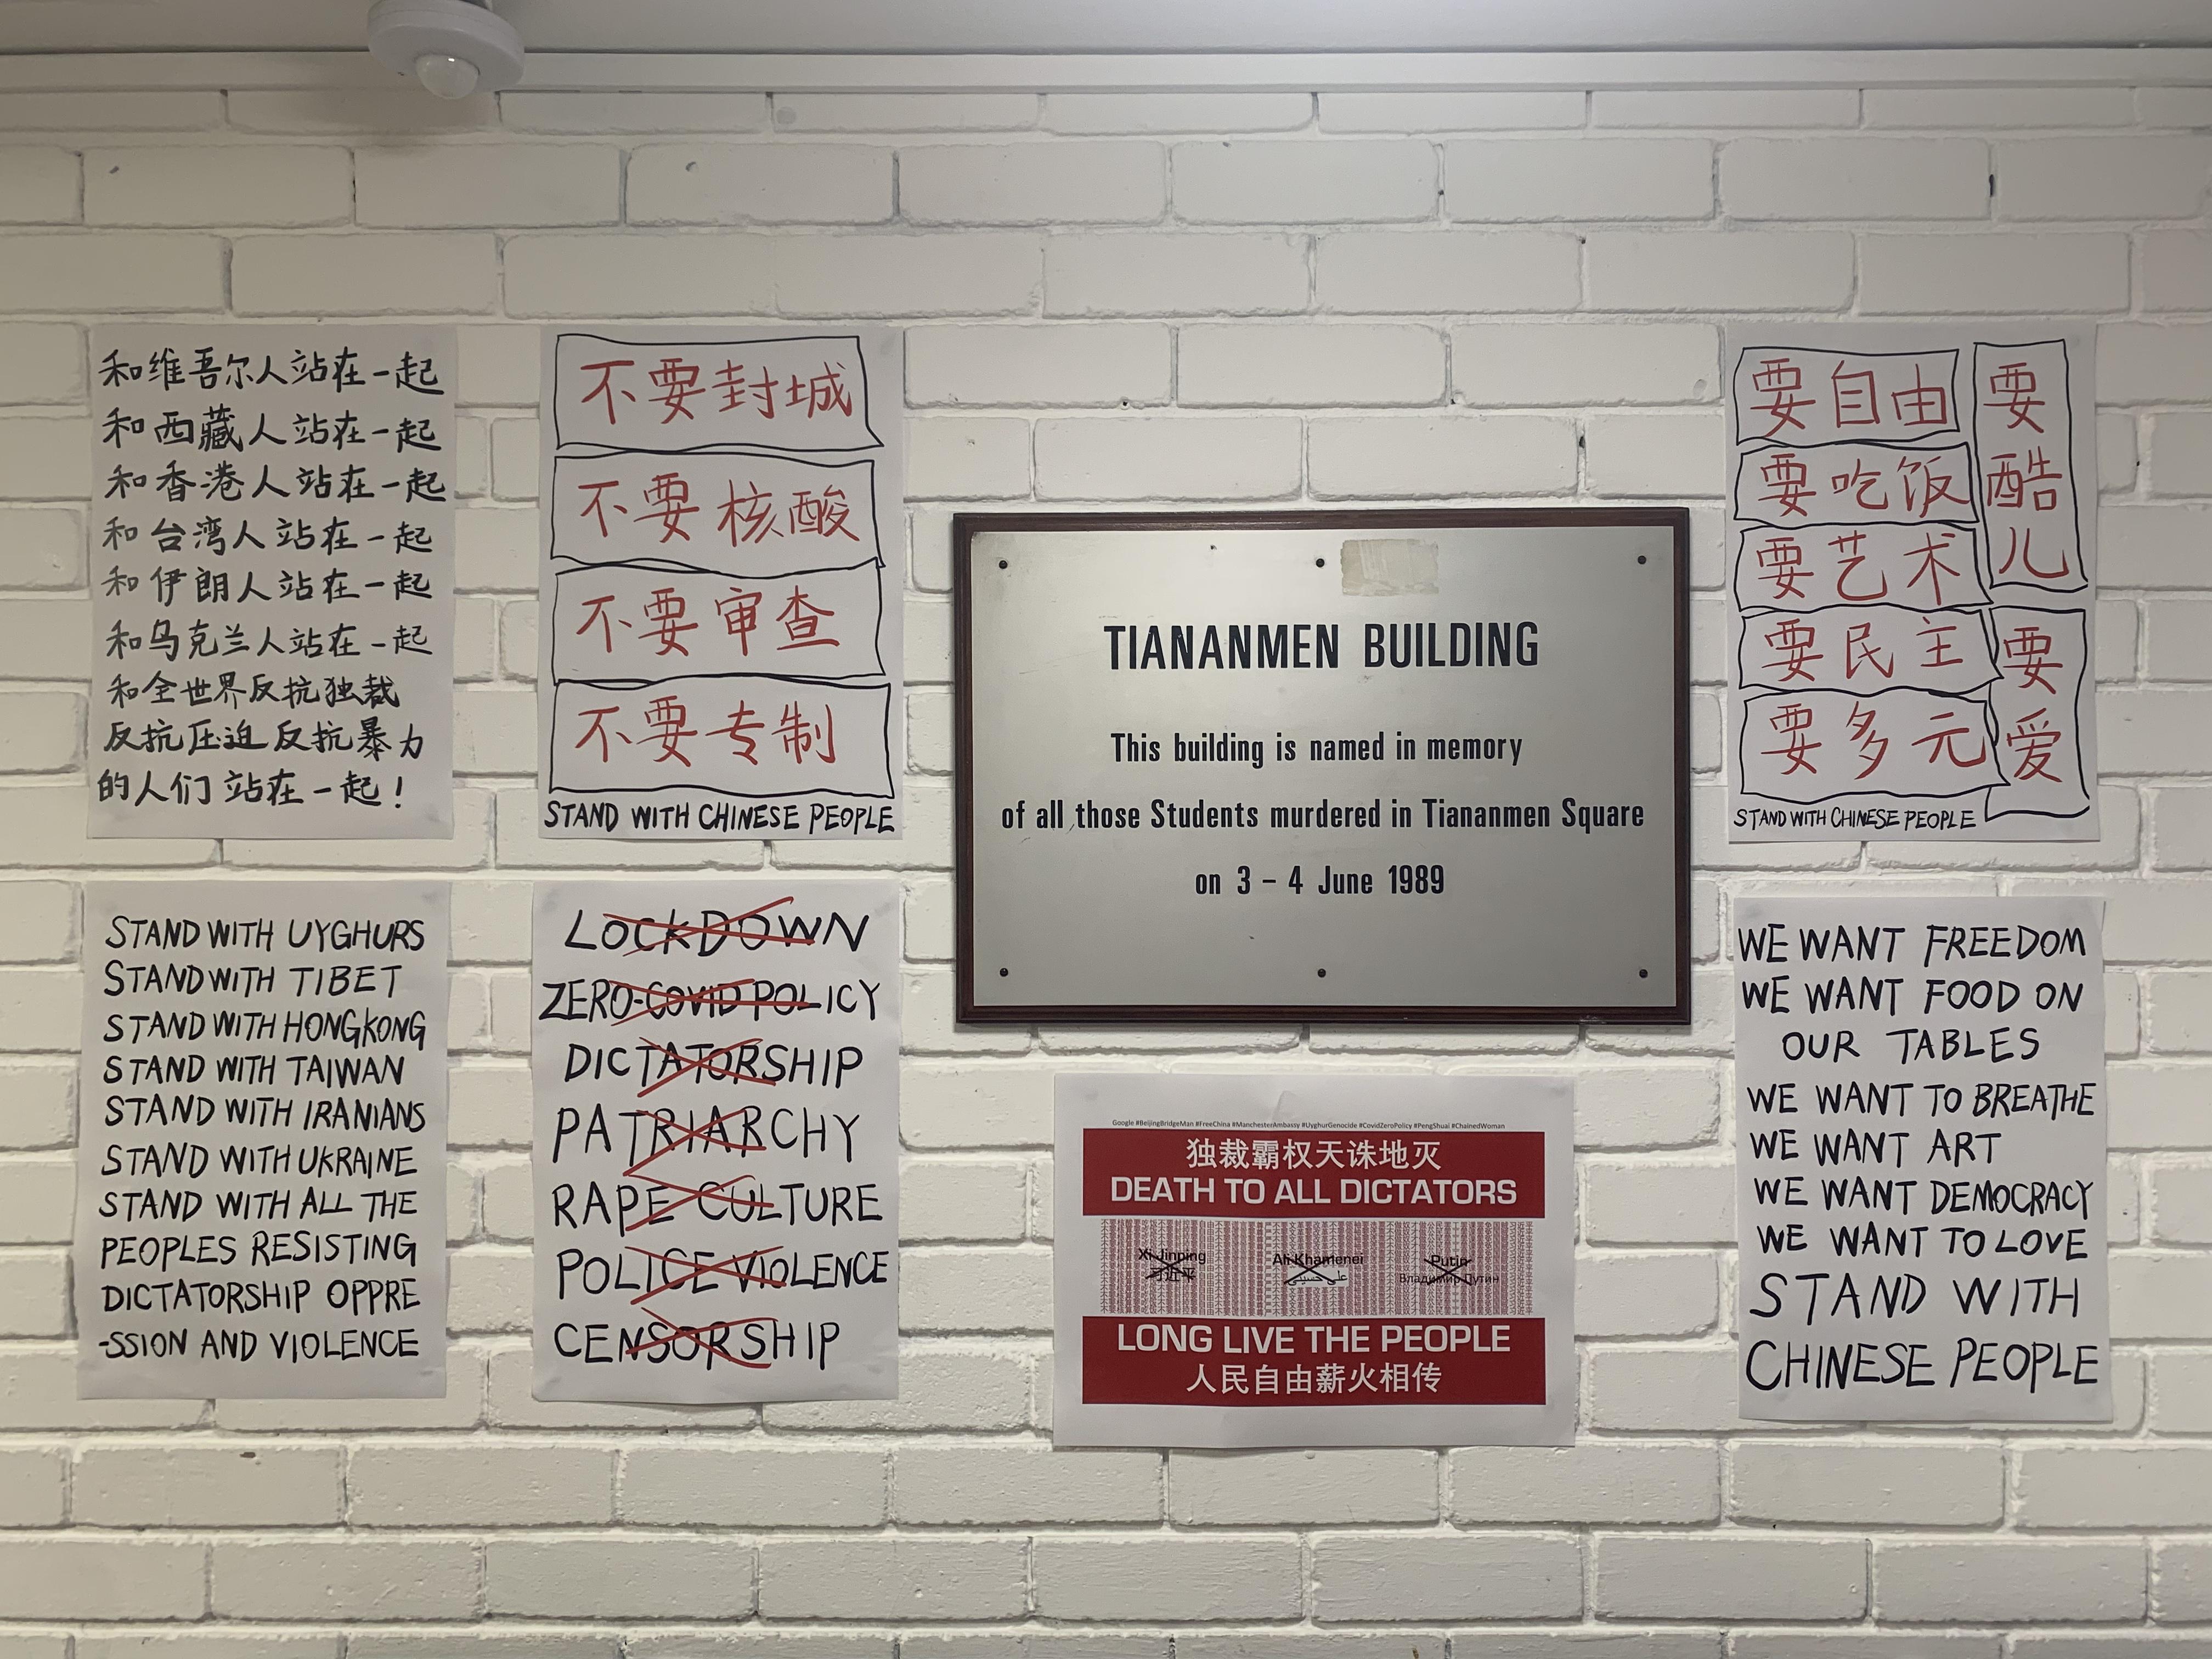 和维吾尔人站在一起
和西藏人站在一起
和香港人站在一起
和台湾人站在一起
和伊朗人站在一起
和乌克兰人站在一起
和全世界反抗独裁
反抗压迫反抗暴力
的人们站在一起!
不要封城
不要核酸
不要审查
不要专制
STAND WITH CHINESE PEOPLE
TIANANMEN BUILDING
This building is named in memory
of all those Students murdered in Tiananmen Square
on 3 – 4 June 1989
要自由
要吃饭
要艺术
要民主
要多元
要酷儿
要爱
STAND WITH CHINESE PEOPLE
STAND WITH UYGHURS
STAND WITH TIBET
STAND WITH HONGKONG
STAND WITH TAIWAN
STAND WITH IRANIANS
STAND WITH UKRAINE
STAND WITH ALL THE
PEOPLES RESISTING
DICTATORSHIP OPPRE
-SSION AND VIOLENCE
LOCKDOWN
ZERO-COVID POLICY
DICTATORSHIP
PATRIARCHY
RAPE CULTURE
POLICE VIOLENCE
CENSORSHIP
Google #BeijingBridgeMan #FreeChina #ManchesterAmbassy #UyghurGenocide #CovidZeroPolicy #PengShuai #ChainedWoman
独裁霸权天诛地灭
DEATH TO ALL DICTATORS
Xi Jinping
习近平
Ali Khamenei
Putin
Владимир Путин
LONG LIVE THE PEOPLE
人民自由薪火相传
WE WANT FREEDOM
WE WANT FOOD ON
OUR TABLES
WE WANT TO BREATHE
WE WANT ART
WE WANT DEMOCRACY
WE WANT TO LOVE
STAND WITH
CHINESE PEOPLE